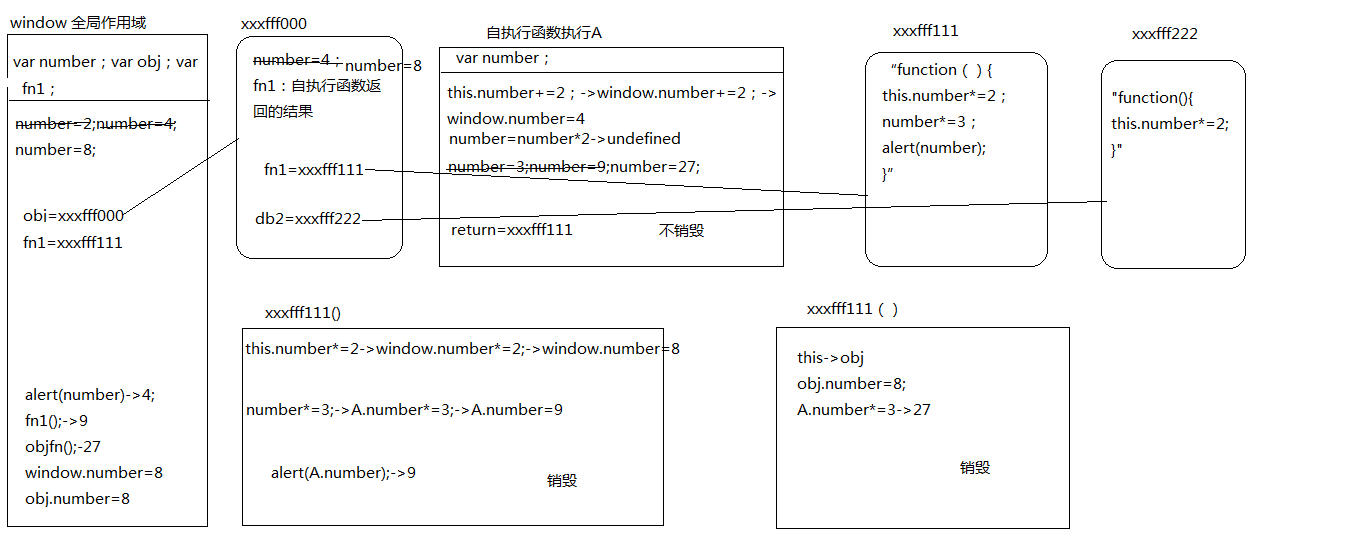 window 全局作用域
var number；var obj；var
fn1；
number=2;number=4;
number=8;
obi=xxxfff000
fn1=xxxfff111
alert(number)->4;
fn1();->9
objfn();-27
window.number=8
obj.number=8
xxxfff000
number=4；number=8
fn1：自执行函数返
回的结果
fn1=xxxfff111
db2=xxxfff222
自执行函数执行A
var number；
this.number+=2；->window.number+=2；->
window.number=4
number=number*2->undefined
number=3;number=9;number=27;
return=xxxfff111 不销毁
xxxfff111
“function（）{
this.number*=2；
number*=3；
alert(number);
}”
xxxfff222
"function(){
this.number*=2;
}"
xxxfff111()
this.number*=2->window.number*=2;->window.number=8
number*=3;->A.number*=3;->A.number=9
alert(A.number);->9 销毁
xxxfff111（）
this->obj
obj.number=8;
A.number*=3->27
销毁